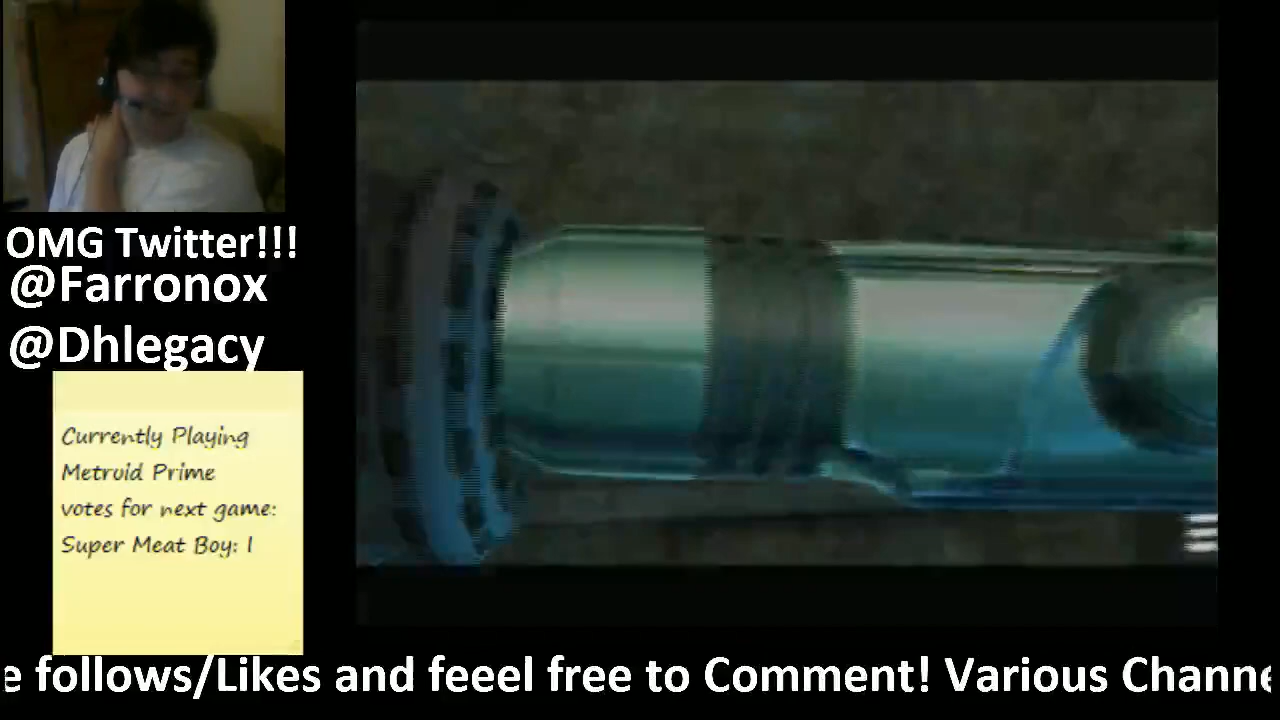 OMG Twitter!!!
@Farronox
@Dhlegacy
Currently Playing
Metroid Prime
votes for next game:
Super Meat Boy: 1
e follows/Likes and feeel free to Comment! Various Channe